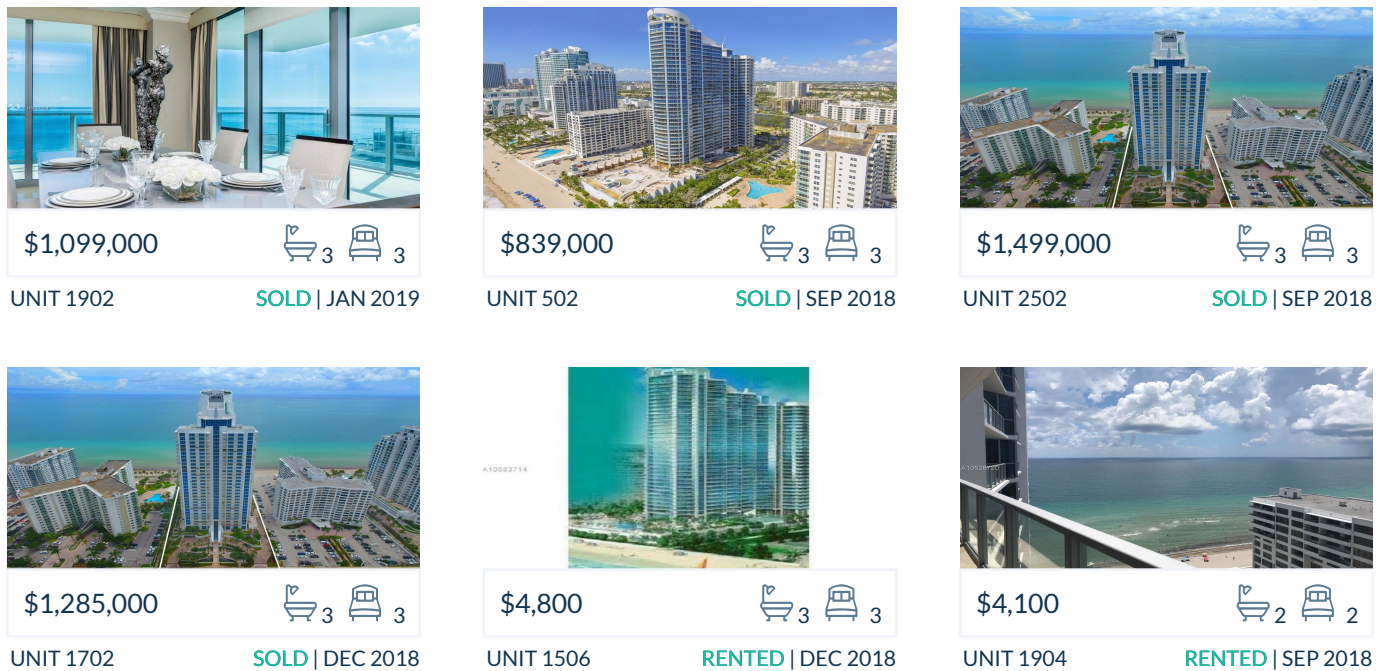 $1,099,000 3 3
UNIT 1902 SOLD | JAN 2019
$839,000 3 3
UNIT 502 SOLD | SEP 2018
$1,499,000 3 3
UNIT 2502 SOLD | SEP 2018
$1,285,000 3 3
UNIT 1702 SOLD | DEC 2018
A10583714
$4,800 3 3
UNIT 1506 RENTED | DEC 2018
$4,100 2 2
UNIT 1904 RENTED | SEP 2018